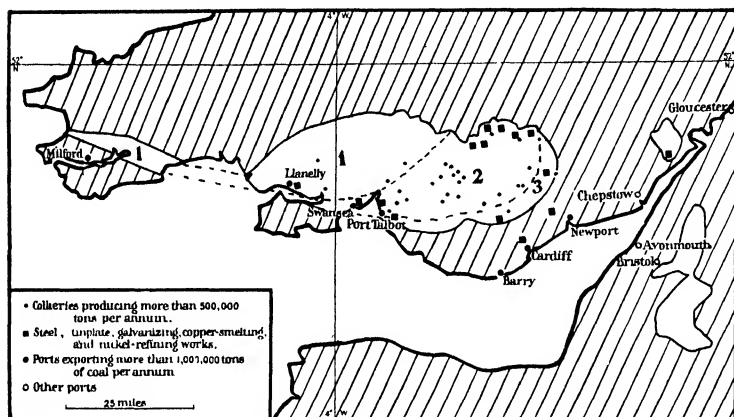 4° W.
52°
N
52°
N
Gloucester
Milford
1
1
Llanelly
2
3
Chepstow
Swansea
Port Talbot
Newport
Avonmouth
Bristol
Cardiff
Barry
• Collieries producing more than 500,000
tons per annum.
■ Steel, tinplate, galvanizing, copper-smelting,
and nickel-refining works.
● Ports exporting more than 1,000,000 tons
of coal per annum
○ Other ports
25 miles
4° W